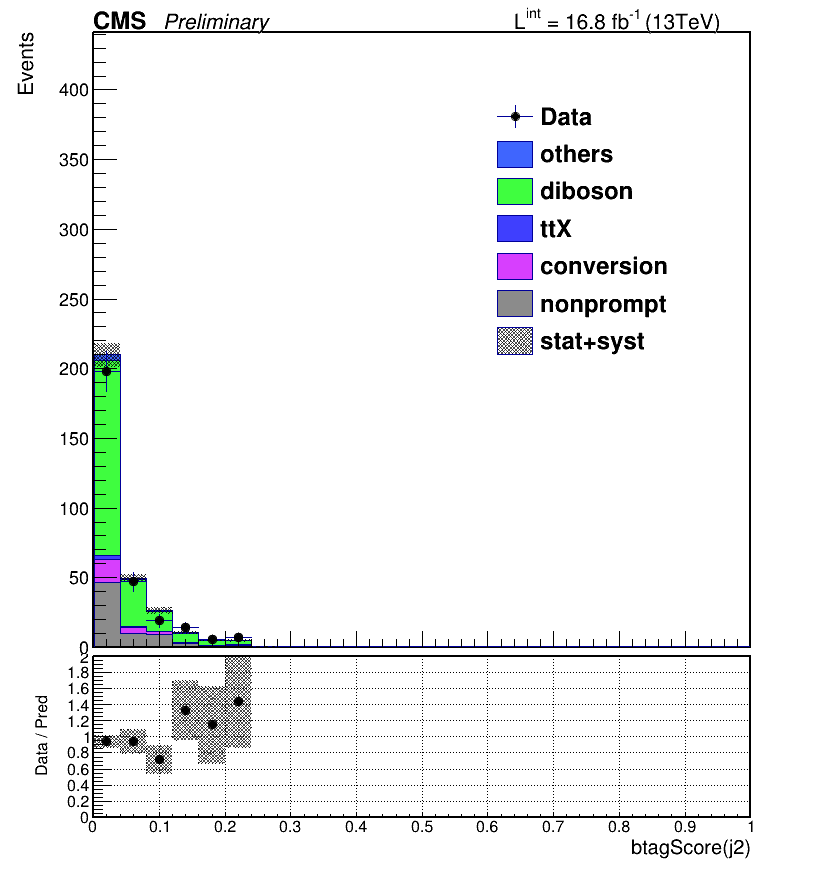 CMS Preliminary L^int = 16.8 fb^-1 (13TeV)
Events
400
350
300
250
200
150
100
50
0
Data
others
diboson
ttX
conversion
nonprompt
stat+syst
Data / Pred
2
1.8
1.6
1.4
1.2
1
0.8
0.6
0.4
0.2
0
0 0.1 0.2 0.3 0.4 0.5 0.6 0.7 0.8 0.9 1
btagScore(j2)